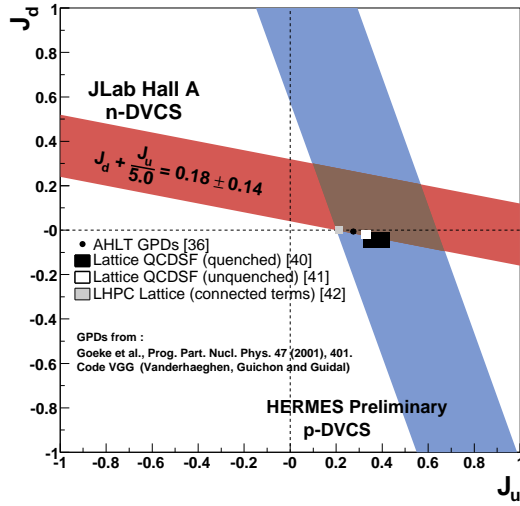 J_d
1
0.8
0.6
0.4
0.2
-0
-0.2
-0.4
-0.6
-0.8
-1
JLab Hall A
n-DVCS
J_d + J_u/5.0 = 0.18 ± 0.14
AHLT GPDs [36]
Lattice QCDSF (quenched) [40]
Lattice QCDSF (unquenched) [41]
LHPC Lattice (connected terms) [42]
GPDs from :
Goeke et al., Prog. Part. Nucl. Phys. 47 (2001), 401.
Code VGG (Vanderhaeghen, Guichon and Guidal)
HERMES Preliminary
p-DVCS
-1 -0.8 -0.6 -0.4 -0.2 -0 0.2 0.4 0.6 0.8 1
J_u